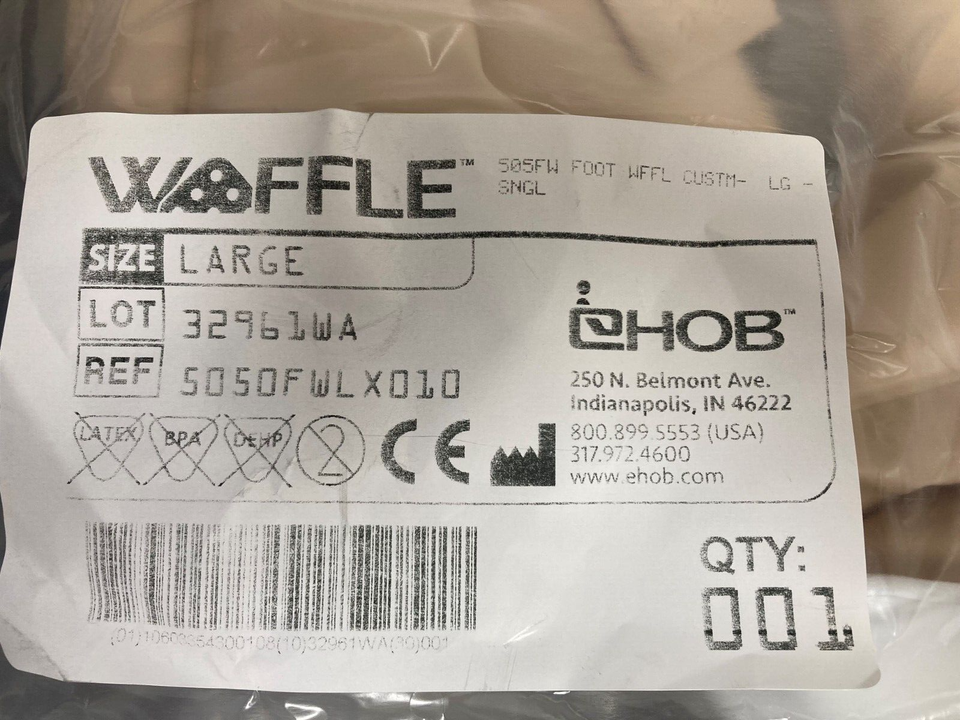 WAFFLE™
505FW FOOT WFFL CUSTM- LG -
SNGL
SIZE LARGE
LOT 32961WA
REF 5050FWLX010
LATEX BPA DEHP 2 CE
ehob™
250 N. Belmont Ave.
Indianapolis, IN 46222
800.899.5553 (USA)
317.972.4600
www.ehob.com
QTY:
001